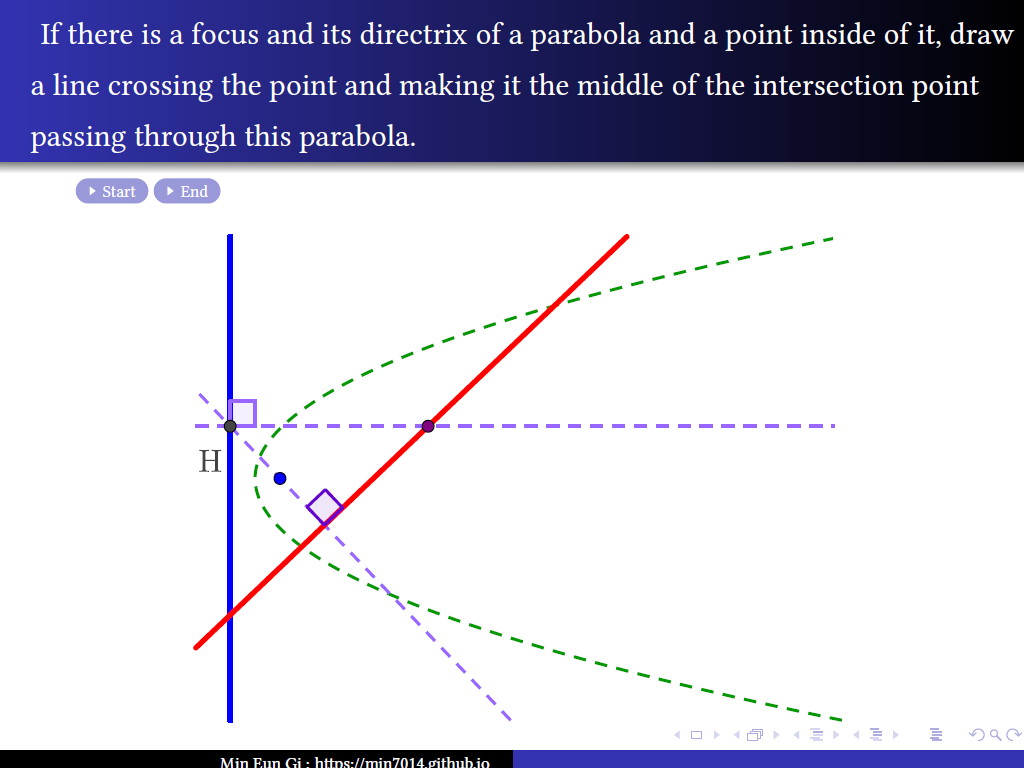 If there is a focus and its directrix of a parabola and a point inside of it, draw
a line crossing the point and making it the middle of the intersection point
passing through this parabola.
Start End
H
Min Eun Gi : https://min7014.github.io